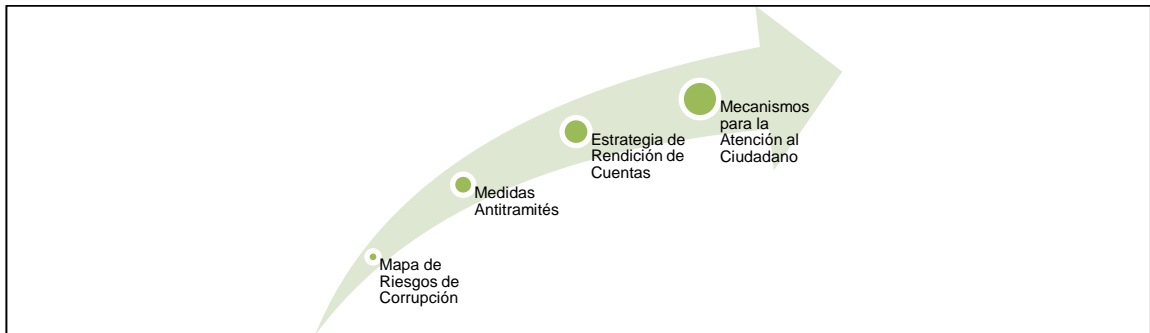 Mecanismos
para la
Atención al
Ciudadano
Estrategia de
Rendición de
Cuentas
Medidas
Antitramités
Mapa de
Riesgos de
Corrupción